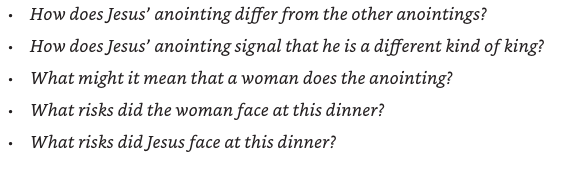 • How does Jesus’ anointing differ from the other anointings?
• How does Jesus’ anointing signal that he is a different kind of king?
• What might it mean that a woman does the anointing?
• What risks did the woman face at this dinner?
• What risks did Jesus face at this dinner?